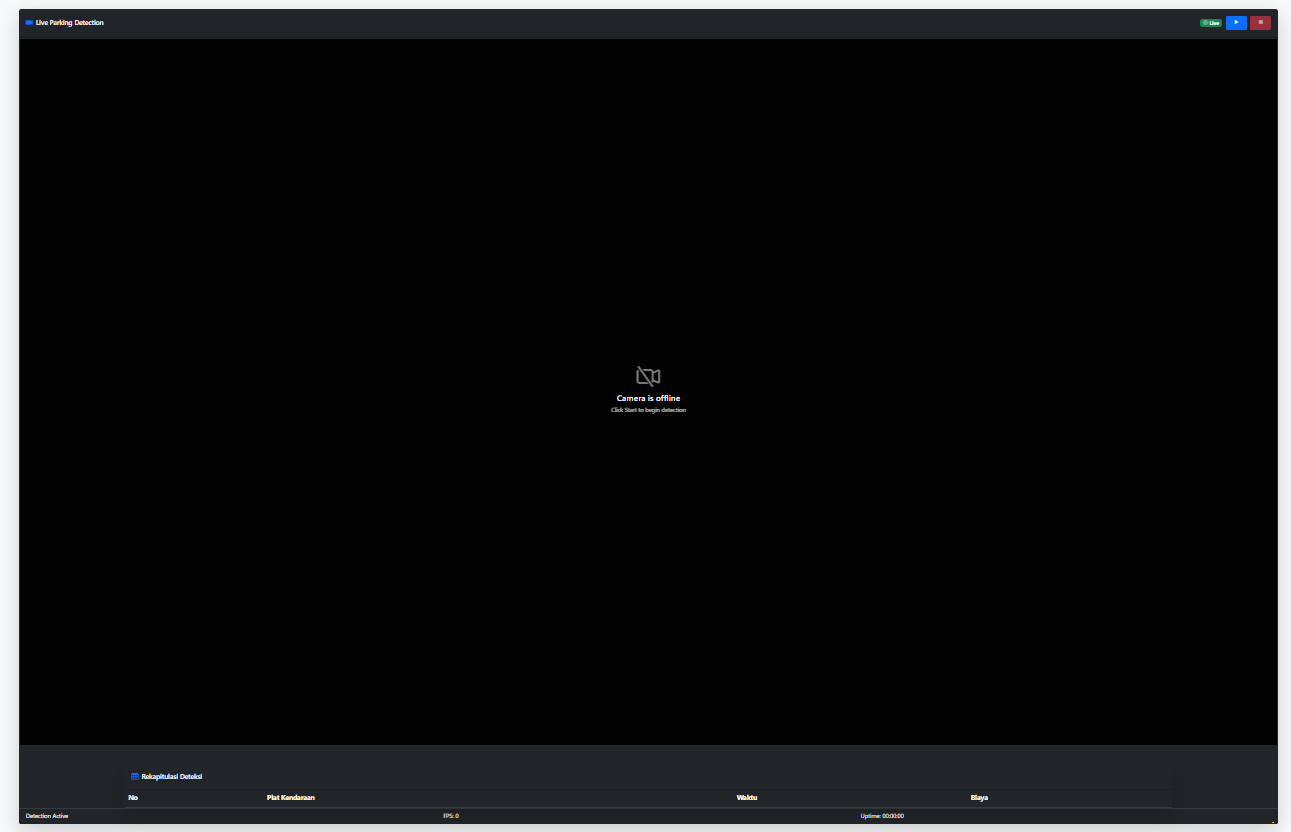 Live Parking Detection
Live
Camera is offline
Click Start to begin detection
Rekapitulasi Deteksi
No Plat Kendaraan Waktu Biaya
Detection Active FPS: 0 Uptime: 00:00:00